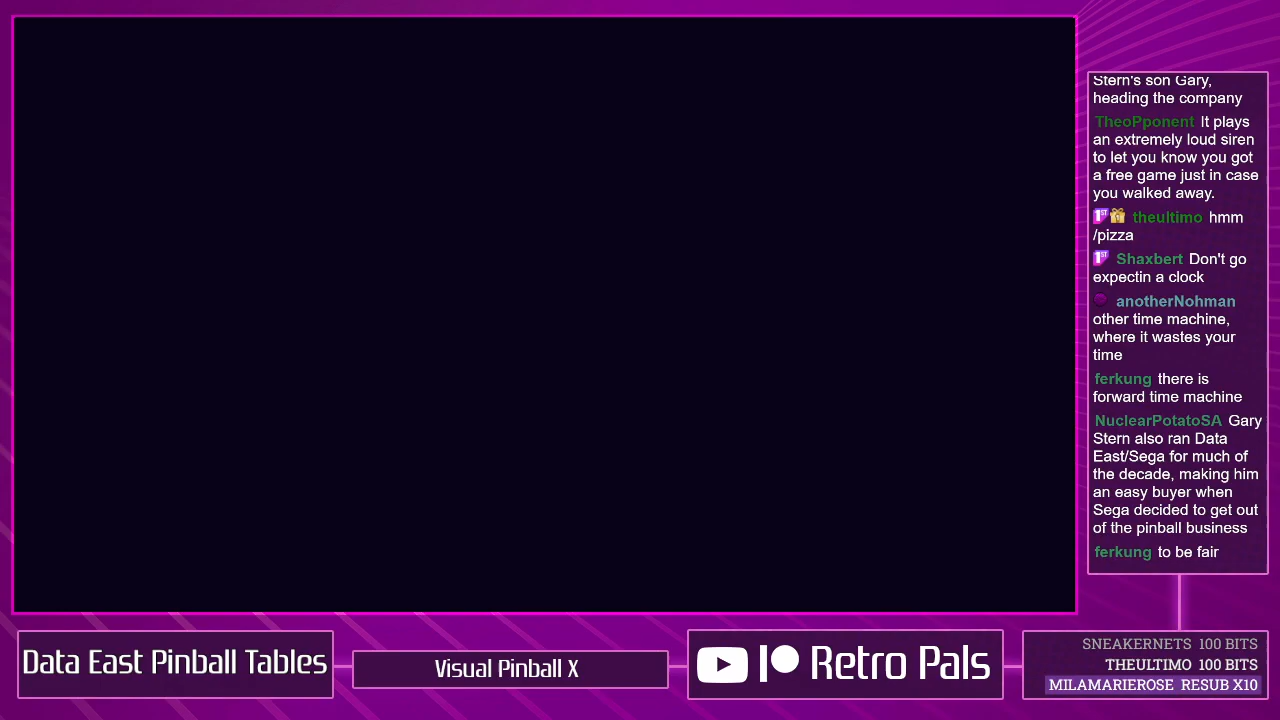 Stern's son Gary,
heading the company
TheoPponent It plays
an extremely loud siren
to let you know you got
a free game just in case
you walked away.
1ST theultimo hmm
/pizza
1ST Shaxbert Don't go
expectin a clock
anotherNohman
other time machine,
where it wastes your
time
ferkung there is
forward time machine
NuclearPotatoSA Gary
Stern also ran Data
East/Sega for much of
the decade, making him
an easy buyer when
Sega decided to get out
of the pinball business
ferkung to be fair
Data East Pinball Tables
Visual Pinball X
Retro Pals
SNEAKERNETS 100 BITS
THEULTIMO 100 BITS
MILAMARIEROSE RESUB X10